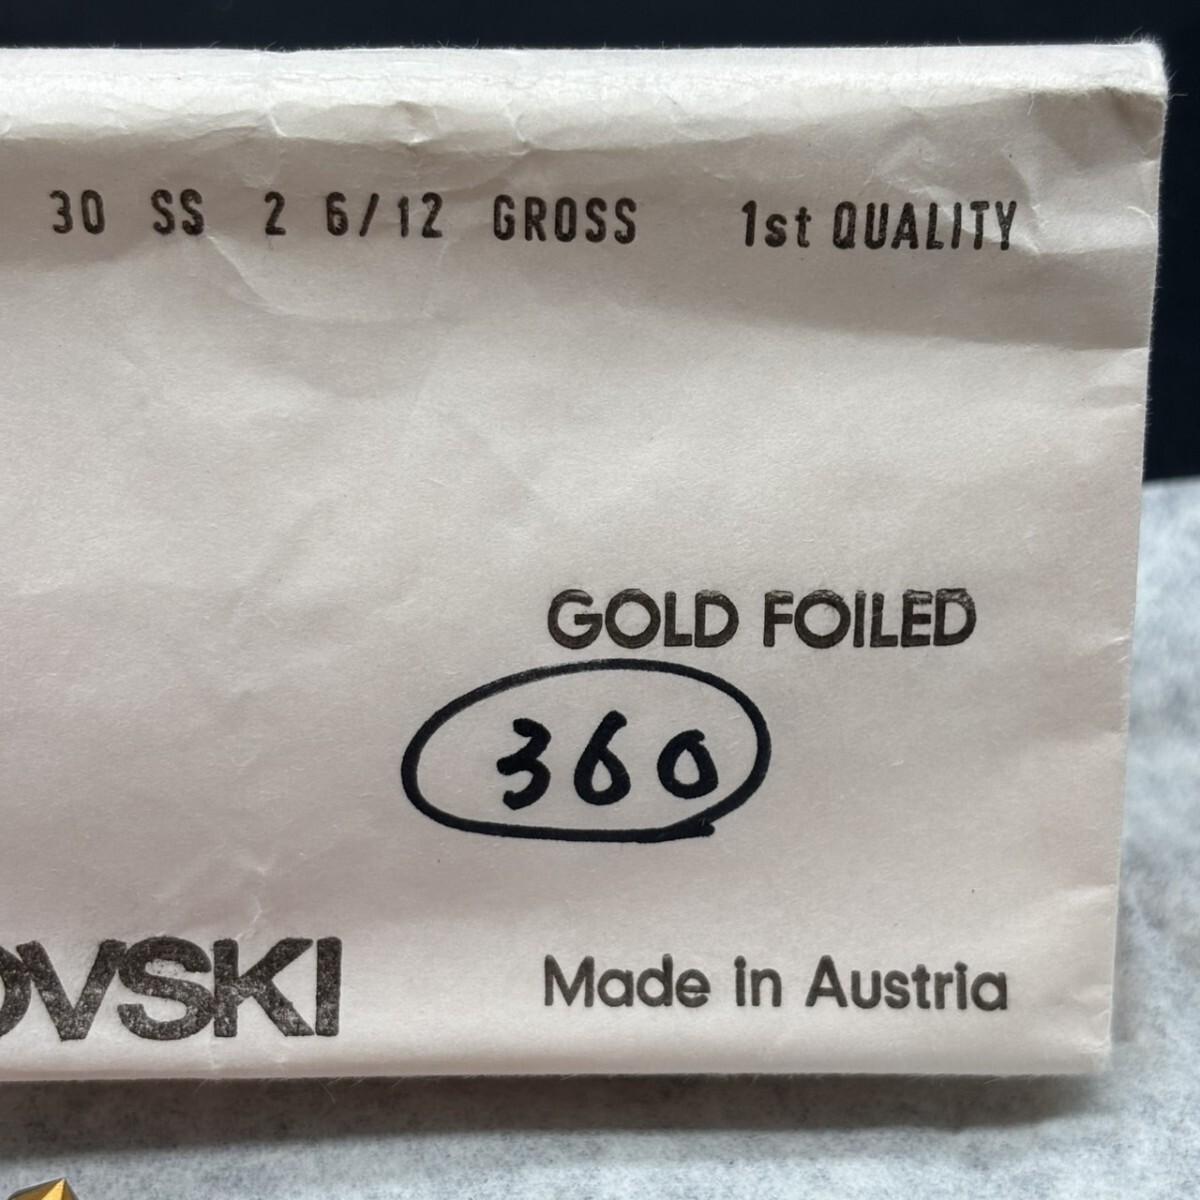 30 SS 2 6/12 GROSS 1st QUALITY
GOLD FOILED
360
OVSKI Made in Austria